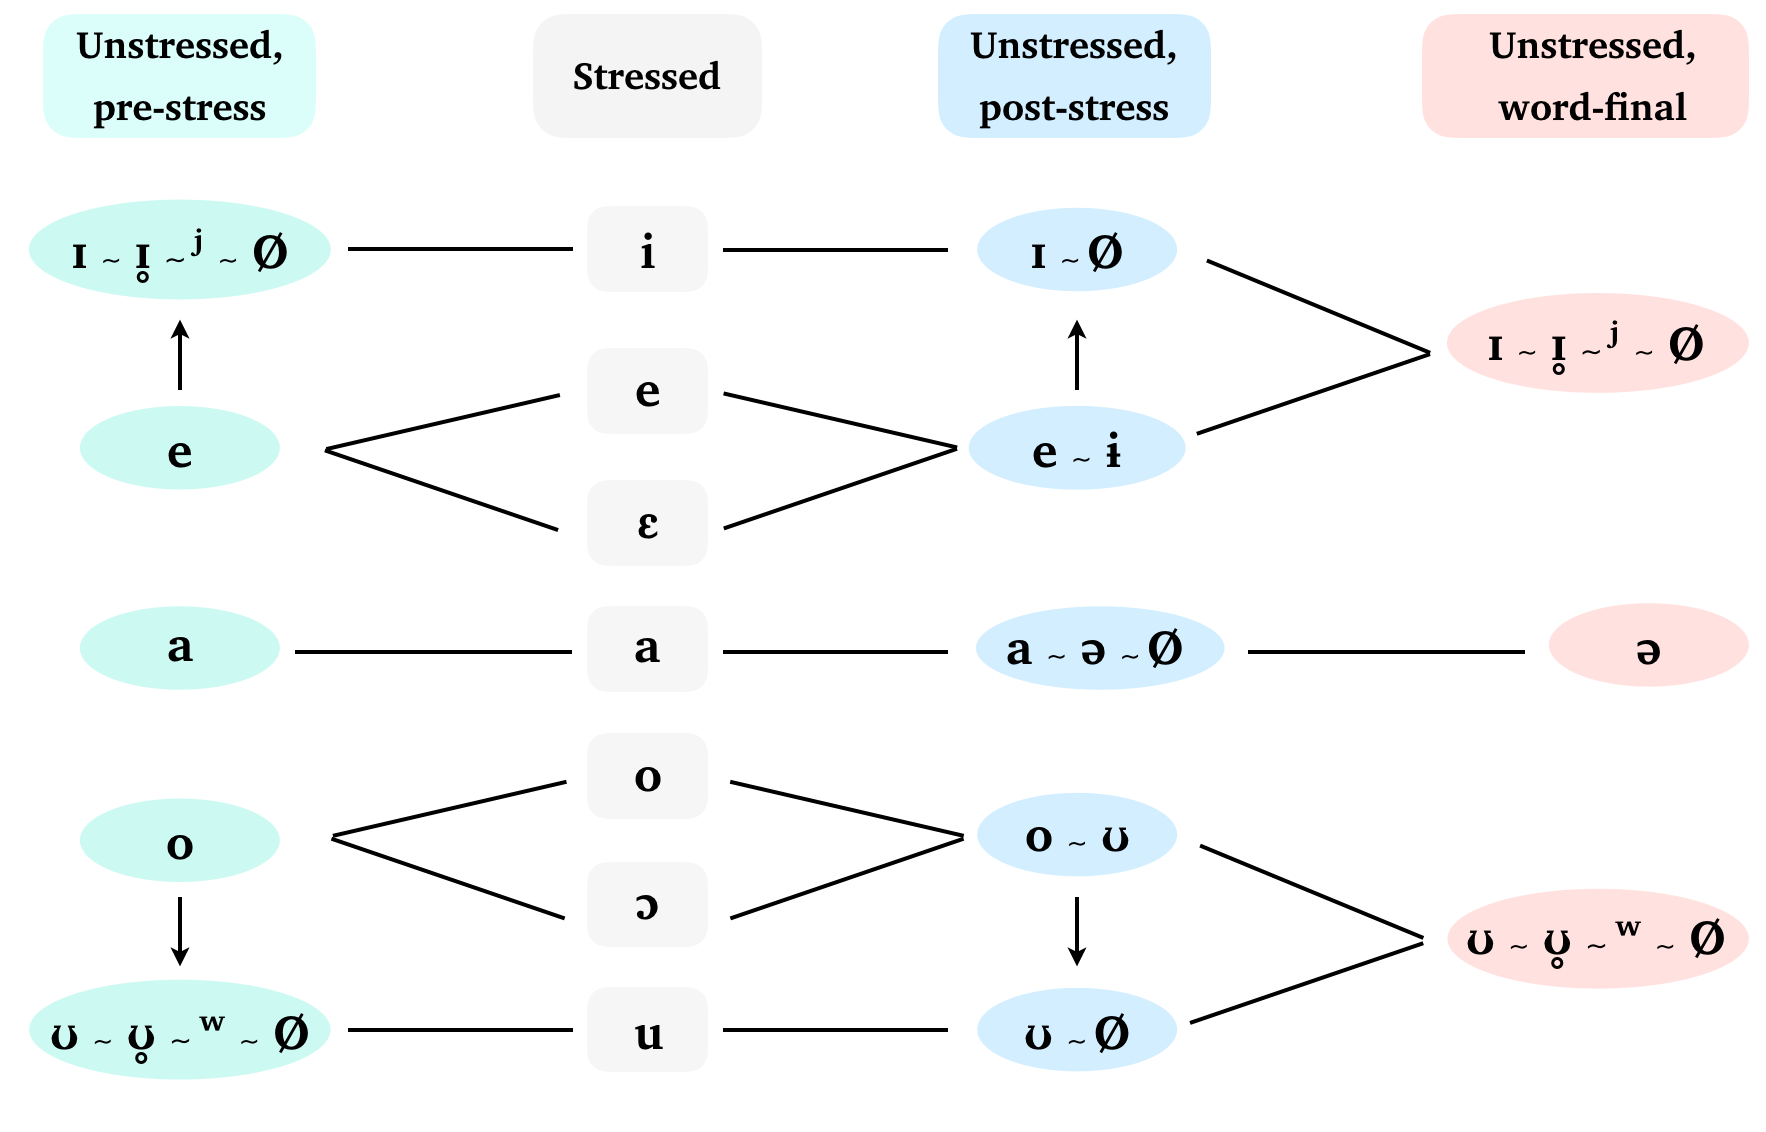 Unstressed,
pre-stress
Stressed
Unstressed,
post-stress
Unstressed,
word-final
ɪ ~ ɪ̥ ~ ʲ ~ Ø
i
ɪ ~ Ø
ɪ ~ ɪ̥ ~ ʲ ~ Ø
e
e
e ~ ɨ
ɛ
a
a
a ~ ə ~ Ø
ə
o
o
o ~ ʊ
ɔ
ʊ ~ ʊ̥ ~ ʷ ~ Ø
ʊ ~ ʊ̥ ~ ʷ ~ Ø
u
ʊ ~ Ø